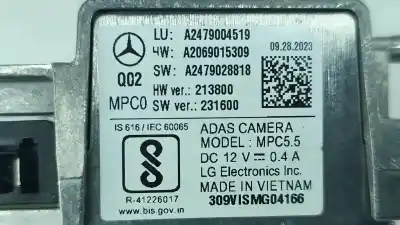 LU: A2479004519
HW: A2069015309
SW: A2479028818
09.28.2023
QQ2
MPC0
HW ver.: 213800
SW ver.: 231600
IS 616 / IEC 60065
R-41226017
www.bis.gov.in
ADAS CAMERA
MODEL: MPC5.5
DC 12 V ⎓ 0.4 A
LG Electronics Inc.
MADE IN VIETNAM
309VISMG04166